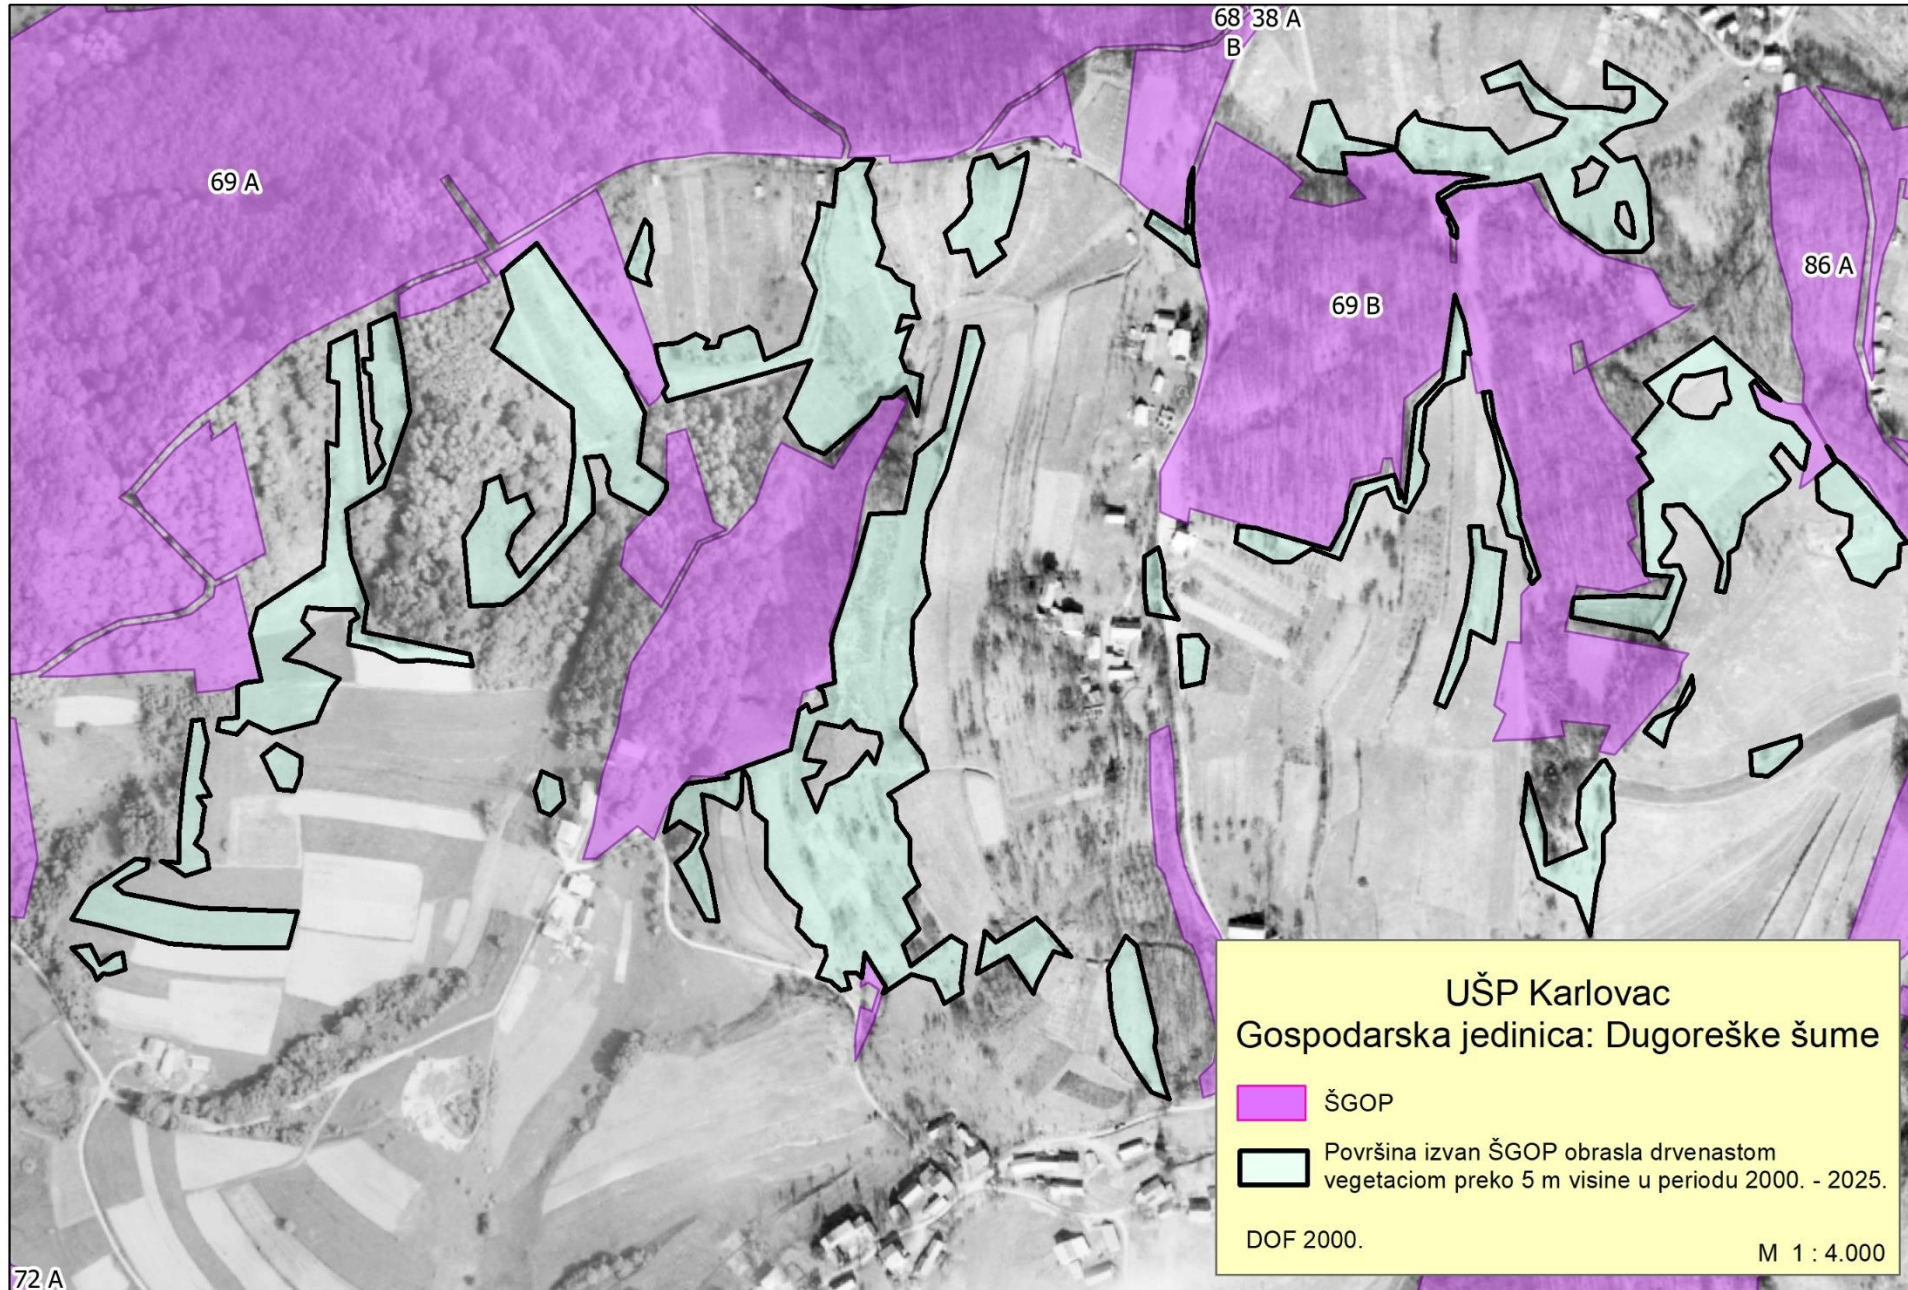 68 38 A
B
69 A
86 A
69 B
UŠP Karlovac
Gospodarska jedinica: Dugoreške šume
ŠGOP
Površina izvan ŠGOP obrasla drvenastom
vegetaciom preko 5 m visine u periodu 2000. - 2025.
DOF 2000.
M 1 : 4.000
72 A